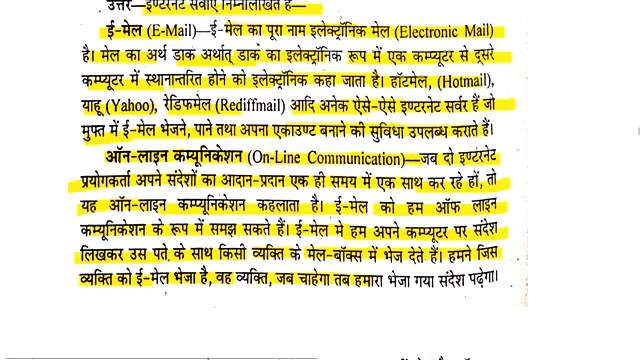 उत्तर— इण्टरनेट सेवाएँ निम्नलिखित हैं—
ई-मेल (E-Mail) —ई-मेल का पूरा नाम इलेक्ट्रॉनिक मेल (Electronic Mail)
है। मेल का अर्थ डाक अर्थात् डाक का इलेक्ट्रॉनिक रूप में एक कम्प्यूटर से दूसरे
कम्प्यूटर में स्थानान्तरित होने को इलेक्ट्रॉनिक कहा जाता है। हॉटमेल, (Hotmail),
याहू (Yahoo), रेडिफमेल (Rediffmail) आदि अनेक ऐसे-ऐसे इण्टरनेट सर्वर हैं जो
मुफ्त में ई-मेल भेजने, पाने तथा अपना एकाउण्ट बनाने की सुविधा उपलब्ध कराते हैं।
ऑन-लाइन कम्यूनिकेशन (On-Line Communication)—जब दो इण्टरनेट
प्रयोगकर्ता अपने संदेशों का आदान-प्रदान एक ही समय में एक साथ कर रहे हों, तो
यह ऑन-लाइन कम्यूनिकेशन कहलाता है। ई-मेल को हम ऑफ लाइन
कम्यूनिकेशन के रूप में समझ सकते हैं। ई-मेल मे हम अपने कम्प्यूटर पर संदेश
लिखकर उस पते के साथ किसी व्यक्ति के मेल-बॉक्स में भेज देते हैं। हमने जिस
व्यक्ति को ई-मेल भेजा है, वह व्यक्ति, जब चाहेगा तब हमारा भेजा गया संदेश पढ़ेगा।